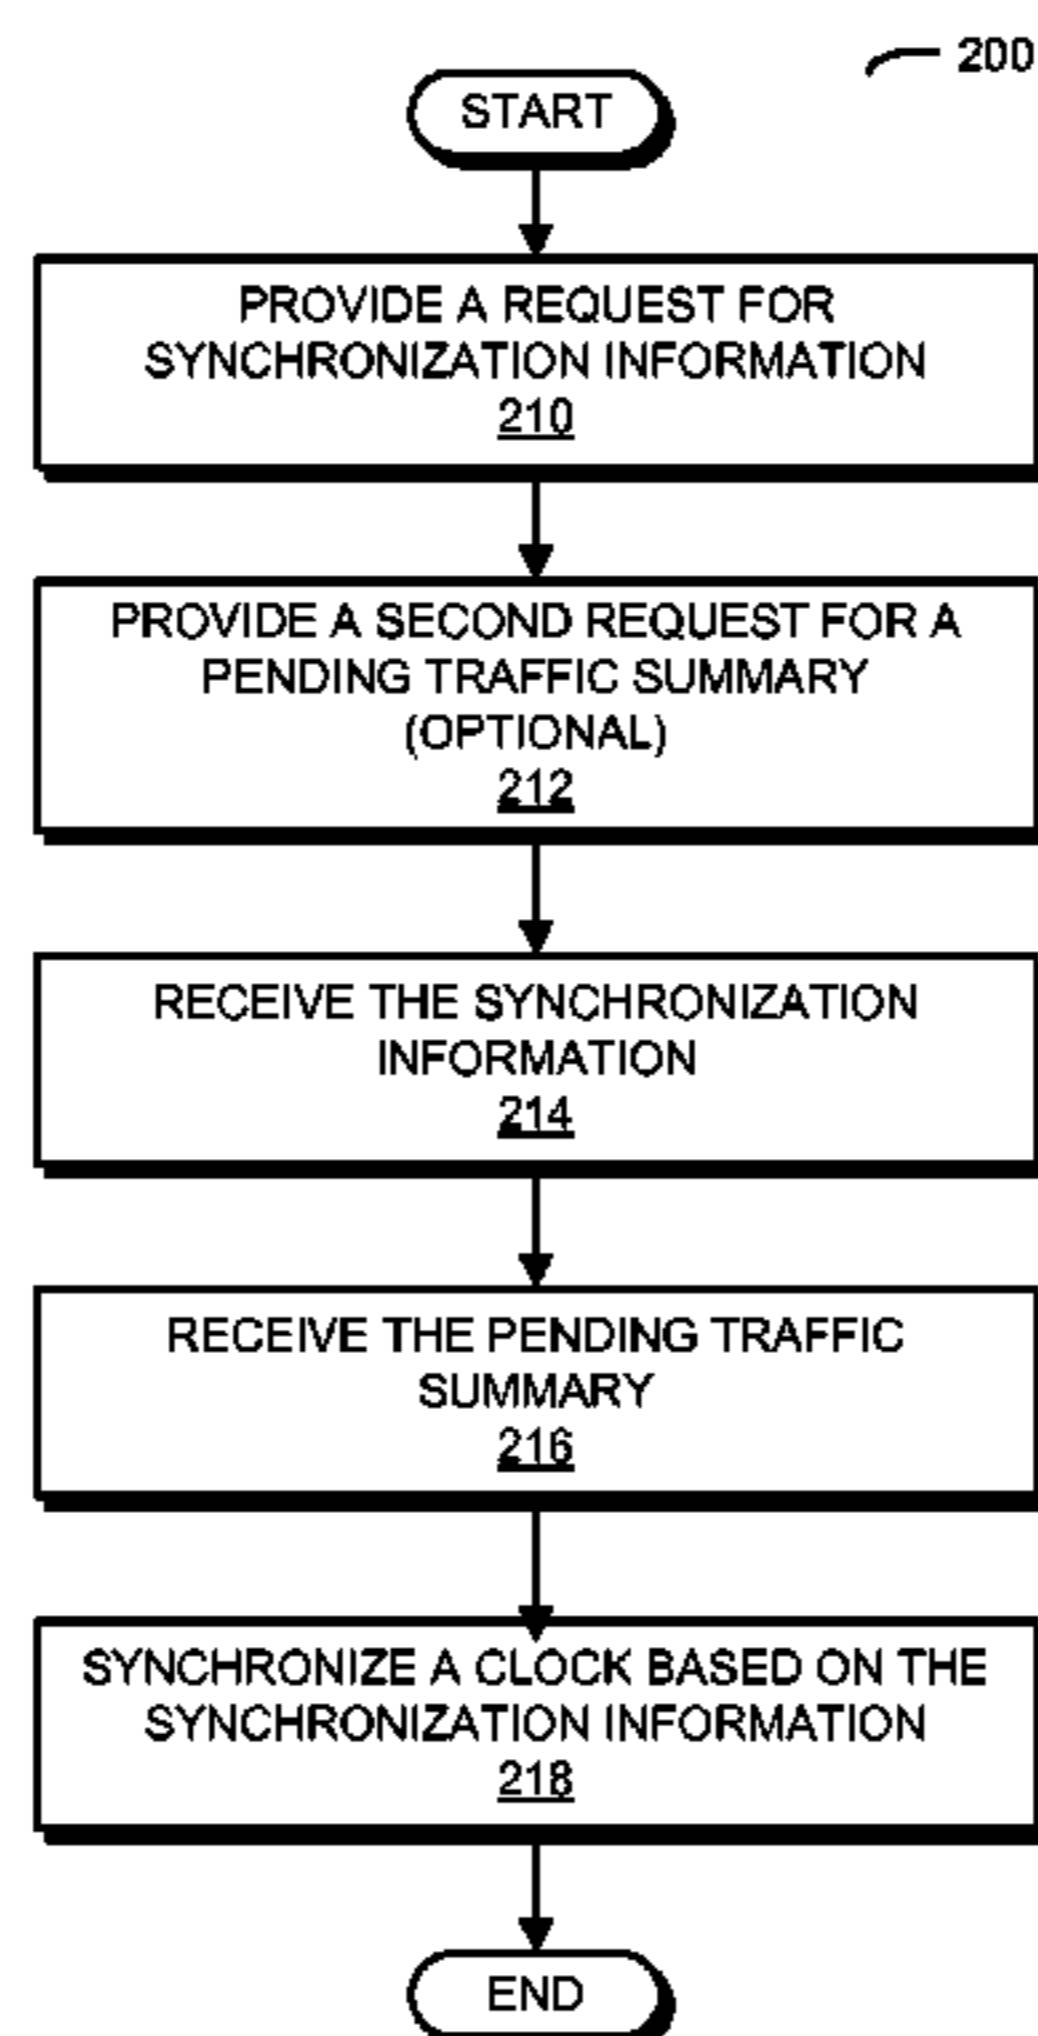 200
START
PROVIDE A REQUEST FOR
SYNCHRONIZATION INFORMATION
210
PROVIDE A SECOND REQUEST FOR A
PENDING TRAFFIC SUMMARY
(OPTIONAL)
212
RECEIVE THE SYNCHRONIZATION
INFORMATION
214
RECEIVE THE PENDING TRAFFIC
SUMMARY
216
SYNCHRONIZE A CLOCK BASED ON THE
SYNCHRONIZATION INFORMATION
218
END